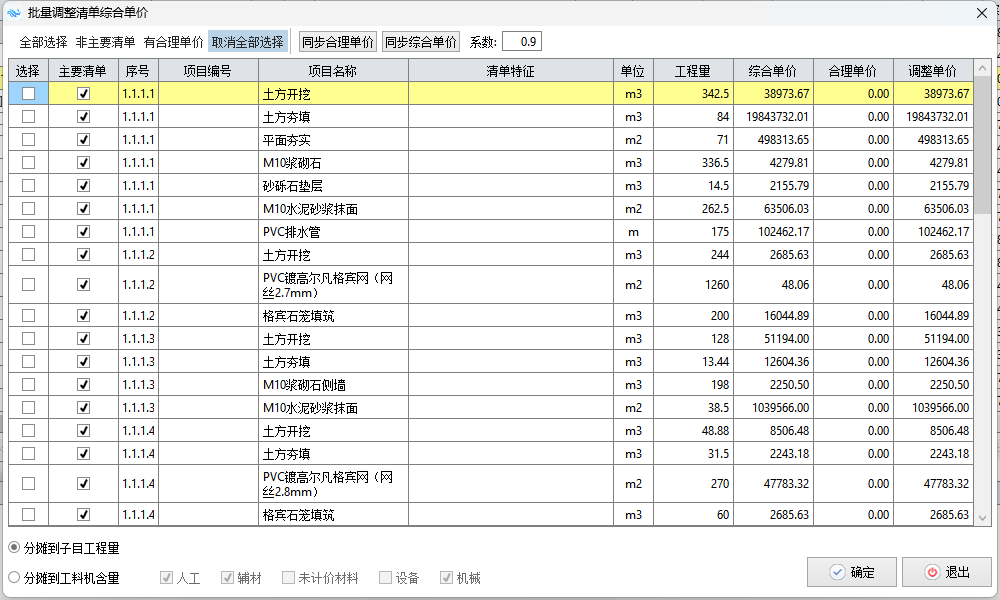 批量调整清单综合单价
全部选择 非主要清单 有合理单价 取消全部选择 同步合理单价 同步综合单价 系数: 0.9
选择 主要清单 序号 项目编号 项目名称 清单特征 单位 工程量 综合单价 合理单价 调整单价
1.1.1.1 土方开挖 m3 342.5 38973.67 0.00 38973.67
1.1.1.1 土方夯填 m3 84 19843732.01 0.00 19843732.01
1.1.1.1 平面夯实 m2 71 498313.65 0.00 498313.65
1.1.1.1 M10浆砌石 m3 336.5 4279.81 0.00 4279.81
1.1.1.1 砂砾石垫层 m3 14.5 2155.79 0.00 2155.79
1.1.1.1 M10水泥砂浆抹面 m2 262.5 63506.03 0.00 63506.03
1.1.1.1 PVC排水管 m 175 102462.17 0.00 102462.17
1.1.1.2 土方开挖 m3 244 2685.63 0.00 2685.63
1.1.1.2 PVC镀高尔凡格宾网（网
丝2.7mm） m2 1260 48.06 0.00 48.06
1.1.1.2 格宾石笼填筑 m3 200 16044.89 0.00 16044.89
1.1.1.3 土方开挖 m3 128 51194.00 0.00 51194.00
1.1.1.3 土方夯填 m3 13.44 12604.36 0.00 12604.36
1.1.1.3 M10浆砌石侧墙 m3 198 2250.50 0.00 2250.50
1.1.1.3 M10水泥砂浆抹面 m2 38.5 1039566.00 0.00 1039566.00
1.1.1.4 土方开挖 m3 48.88 8506.48 0.00 8506.48
1.1.1.4 土方夯填 m3 31.5 2243.18 0.00 2243.18
1.1.1.4 PVC镀高尔凡格宾网（网
丝2.8mm） m2 270 47783.32 0.00 47783.32
1.1.1.4 格宾石笼填筑 m3 60 2685.63 0.00 2685.63
分摊到子目工程量
分摊到工料机含量 人工 辅材 未计价材料 设备 机械
确定 退出